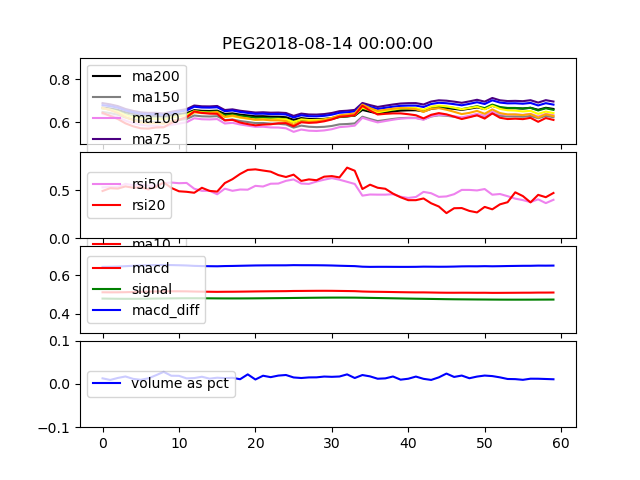 PEG2018-08-14 00:00:00
0.8
0.6
ma200
ma150
ma100
ma75
0.5
0.0
rsi50
rsi20
ma10
0.6
0.4
macd
signal
macd_diff
0.1
0.0
−0.1
volume as pct
0 10 20 30 40 50 60